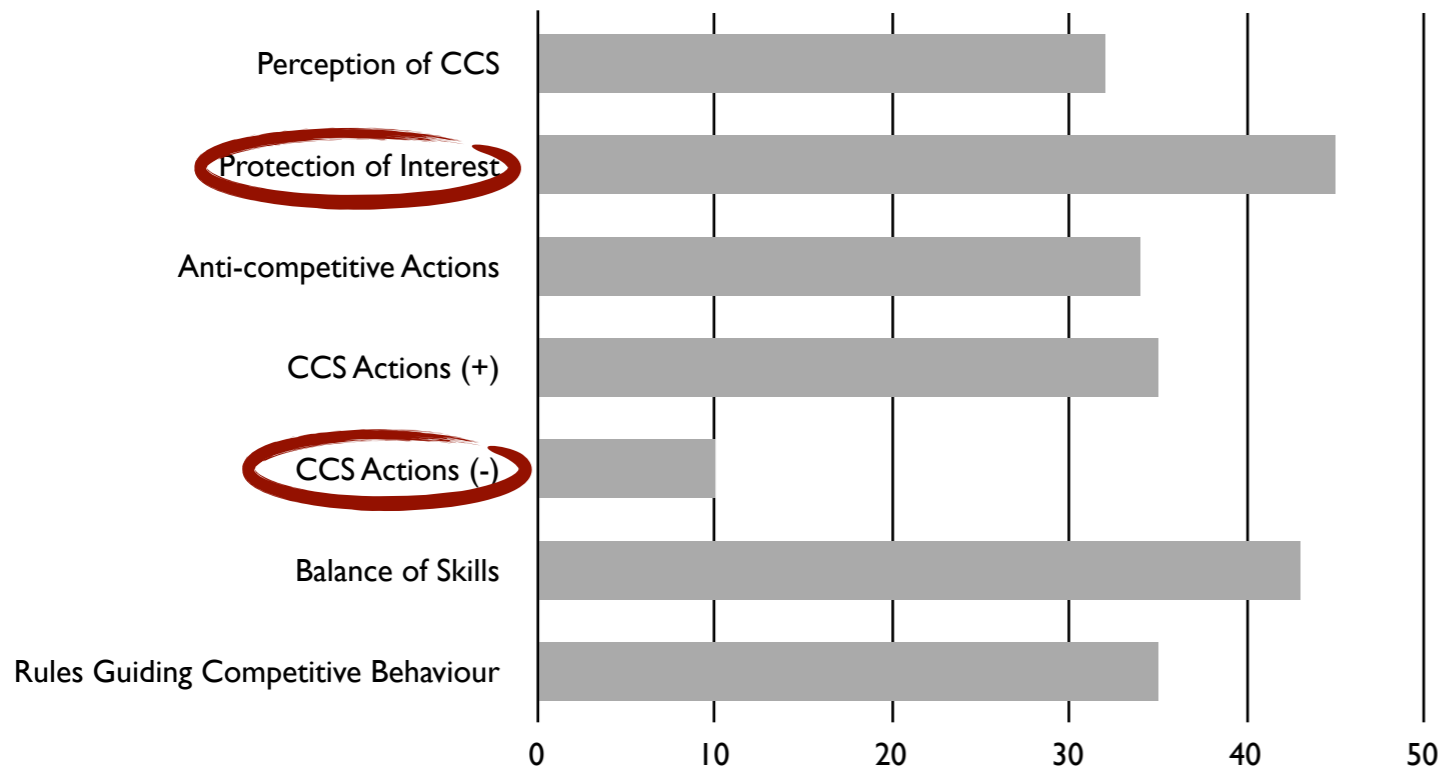 Perception of CCS
Protection of Interest
Anti-competitive Actions
CCS Actions (+)
CCS Actions (-)
Balance of Skills
Rules Guiding Competitive Behaviour
0 10 20 30 40 50